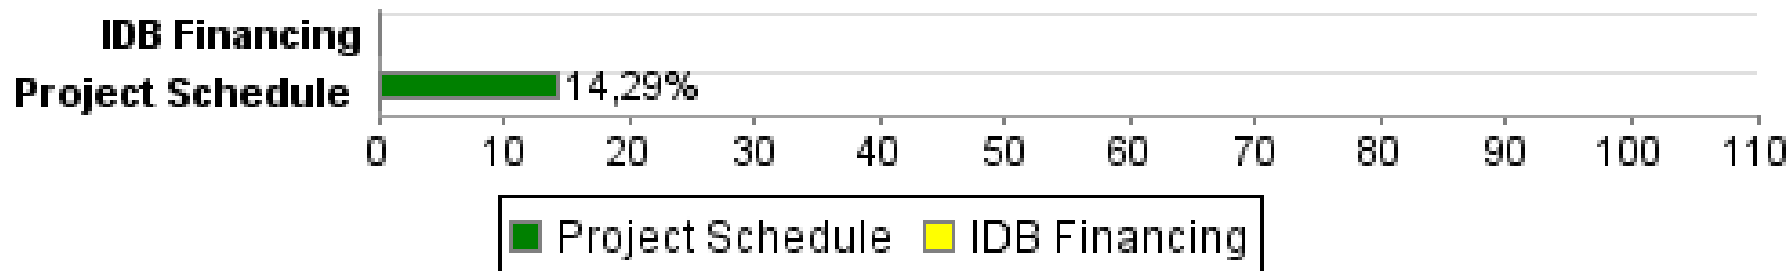 IDB Financing
Project Schedule 14,29%
0 10 20 30 40 50 60 70 80 90 100 110
Project Schedule IDB Financing